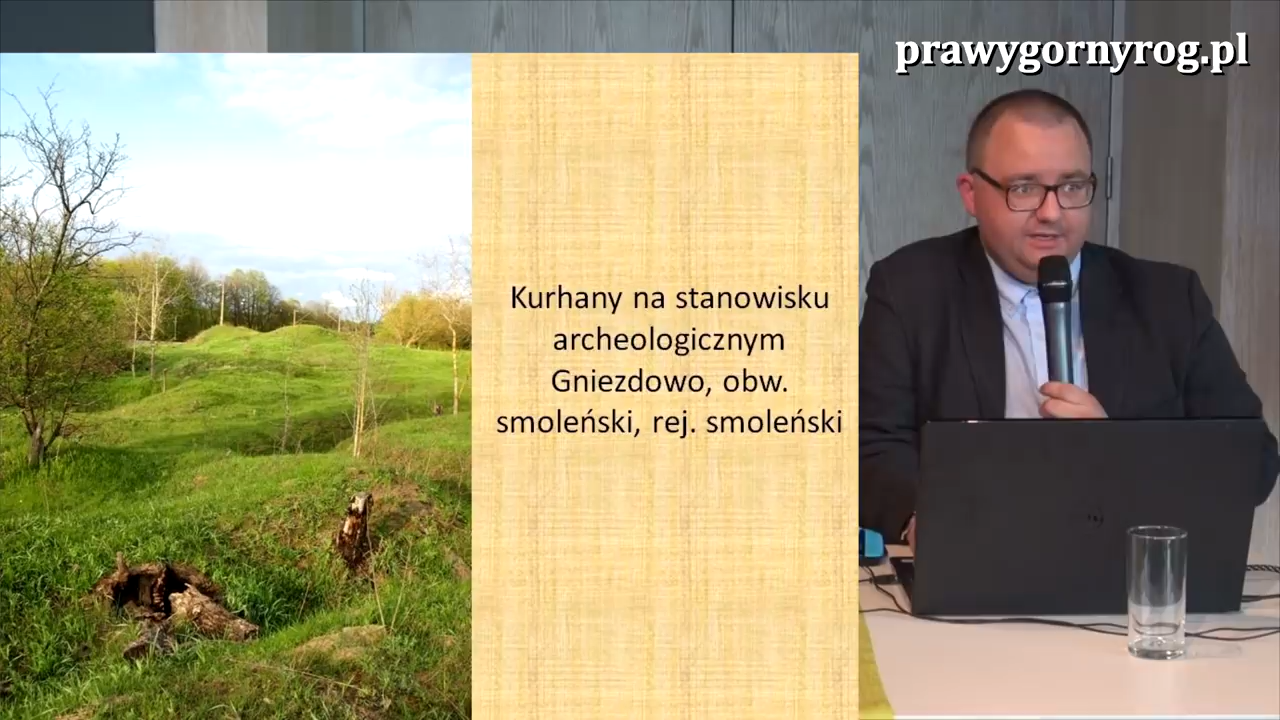 prawygornyrog.pl
Kurhany na stanowisku
archeologicznym
Gniezdowo, obw.
smoleński, rej. smoleński